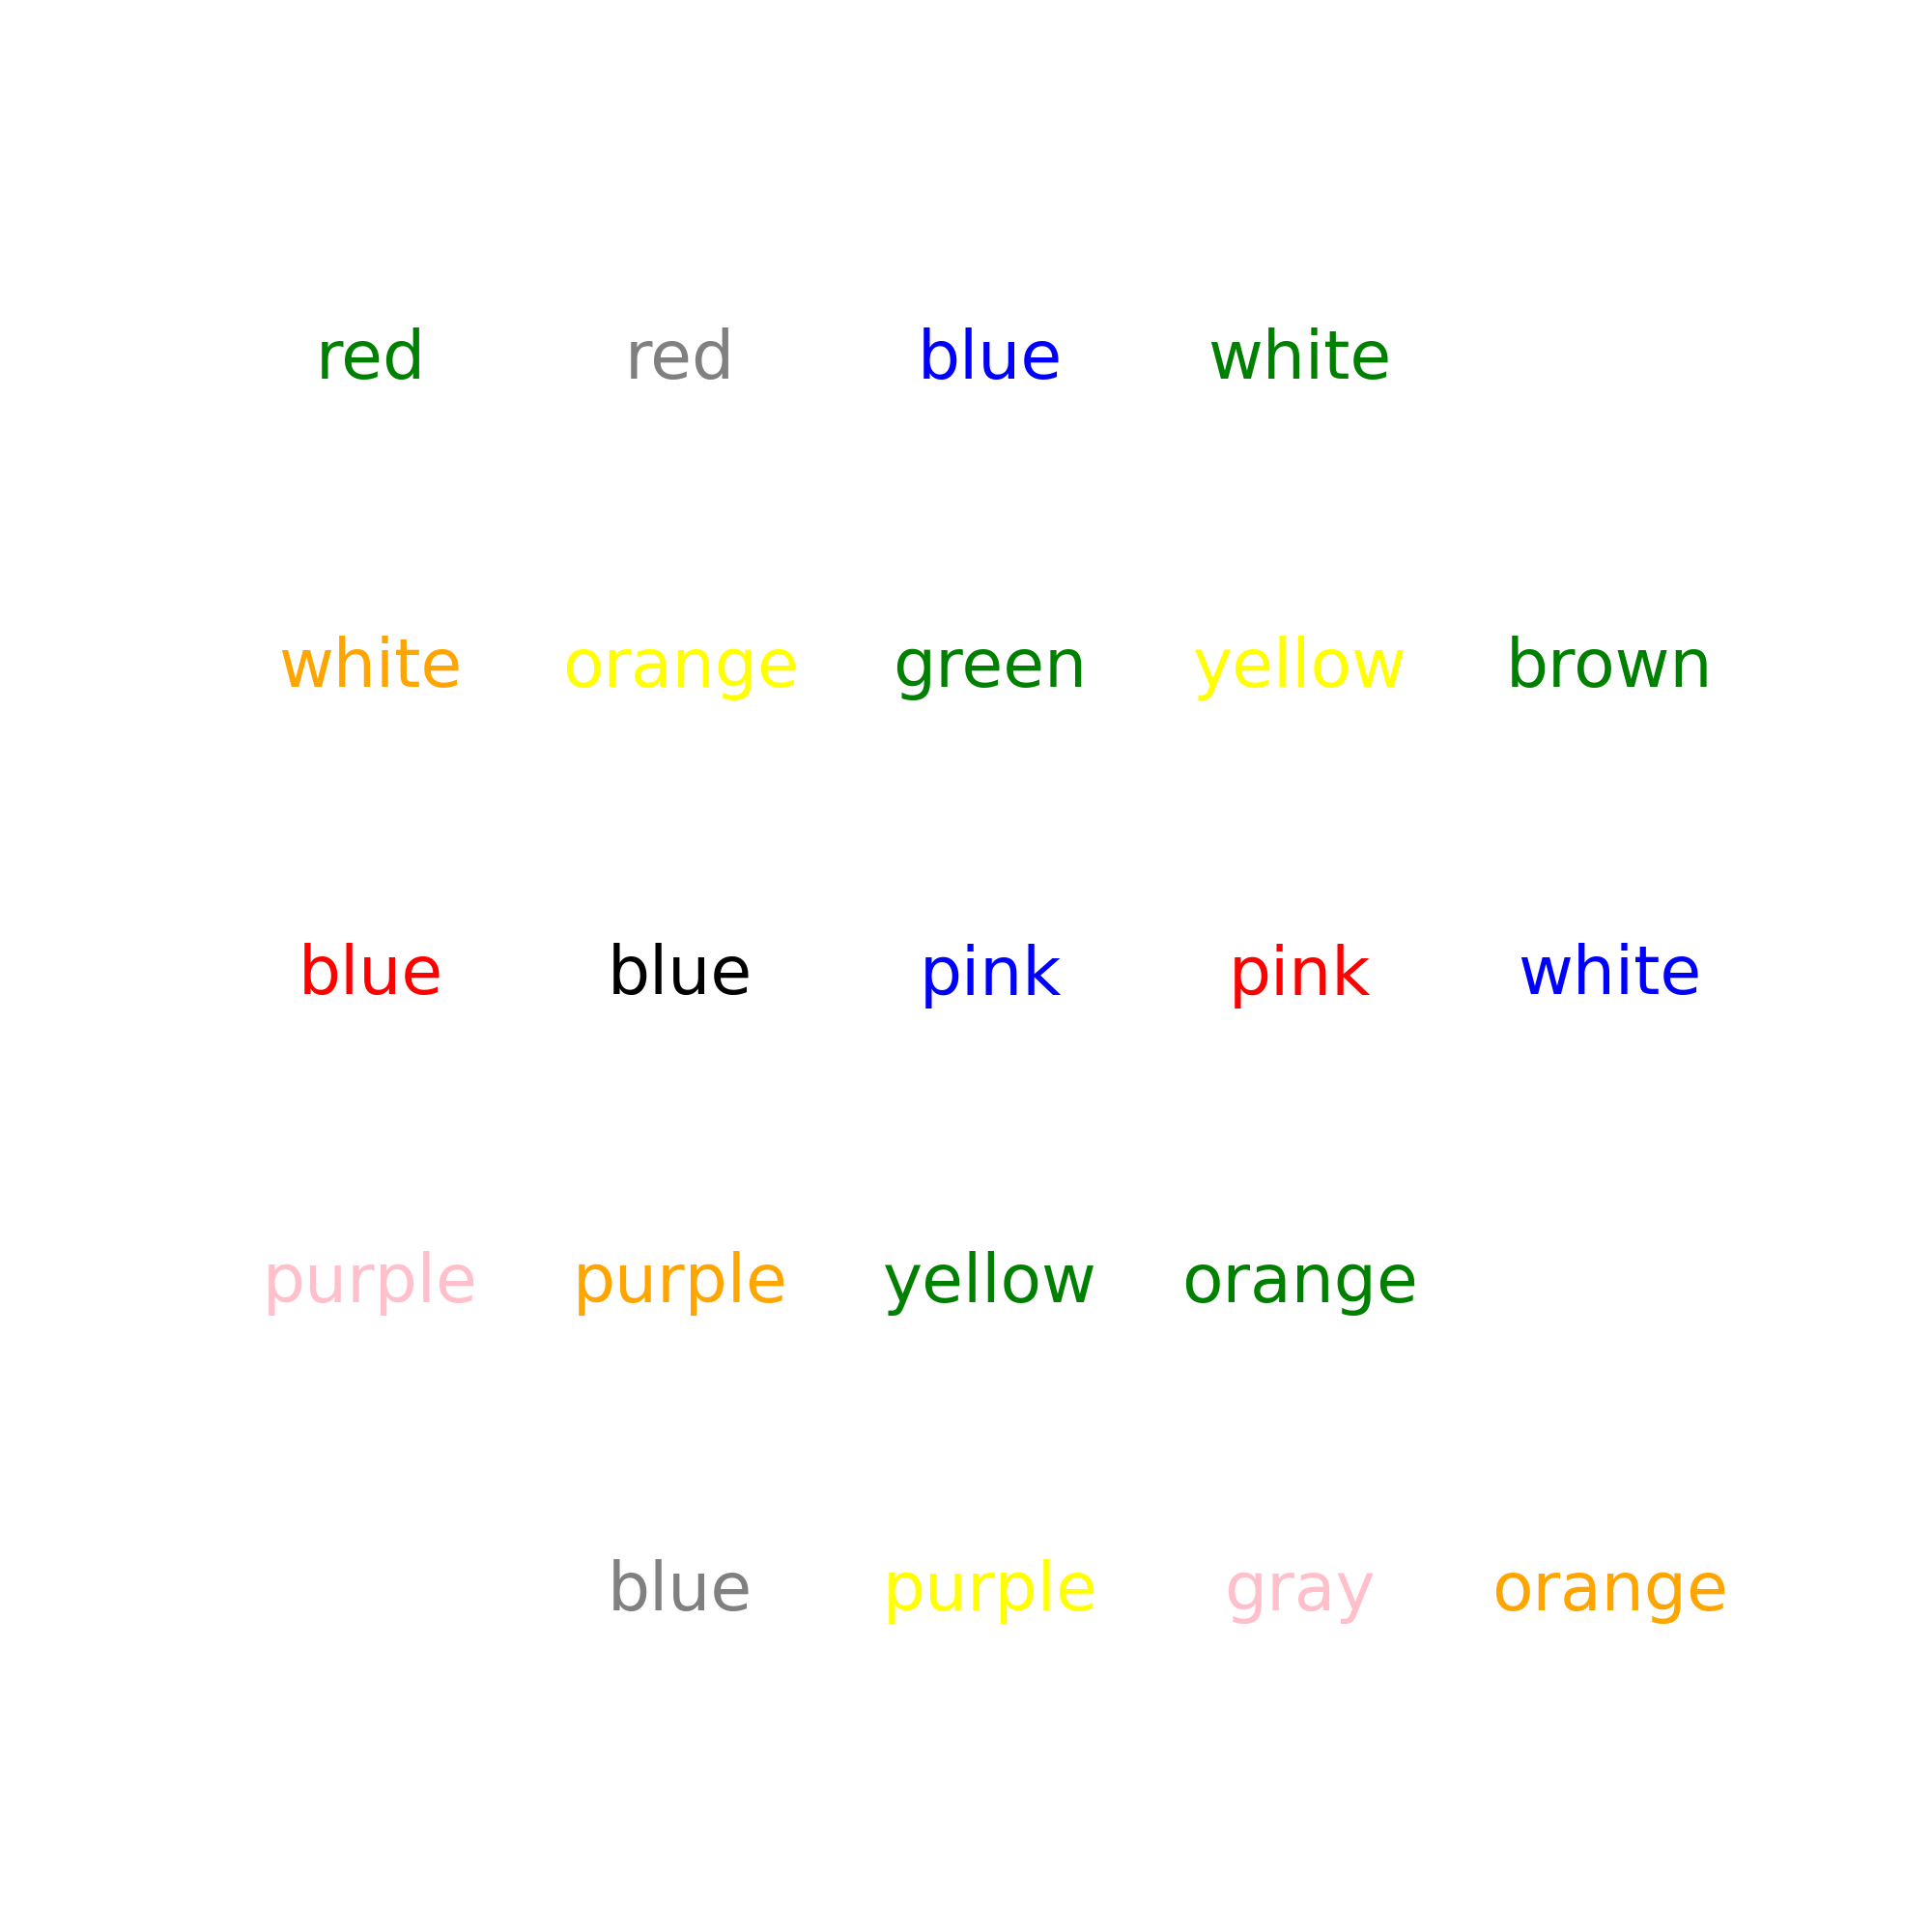 red red blue white
white orange green yellow brown
blue blue pink pink white
purple purple yellow orange
blue purple gray orange